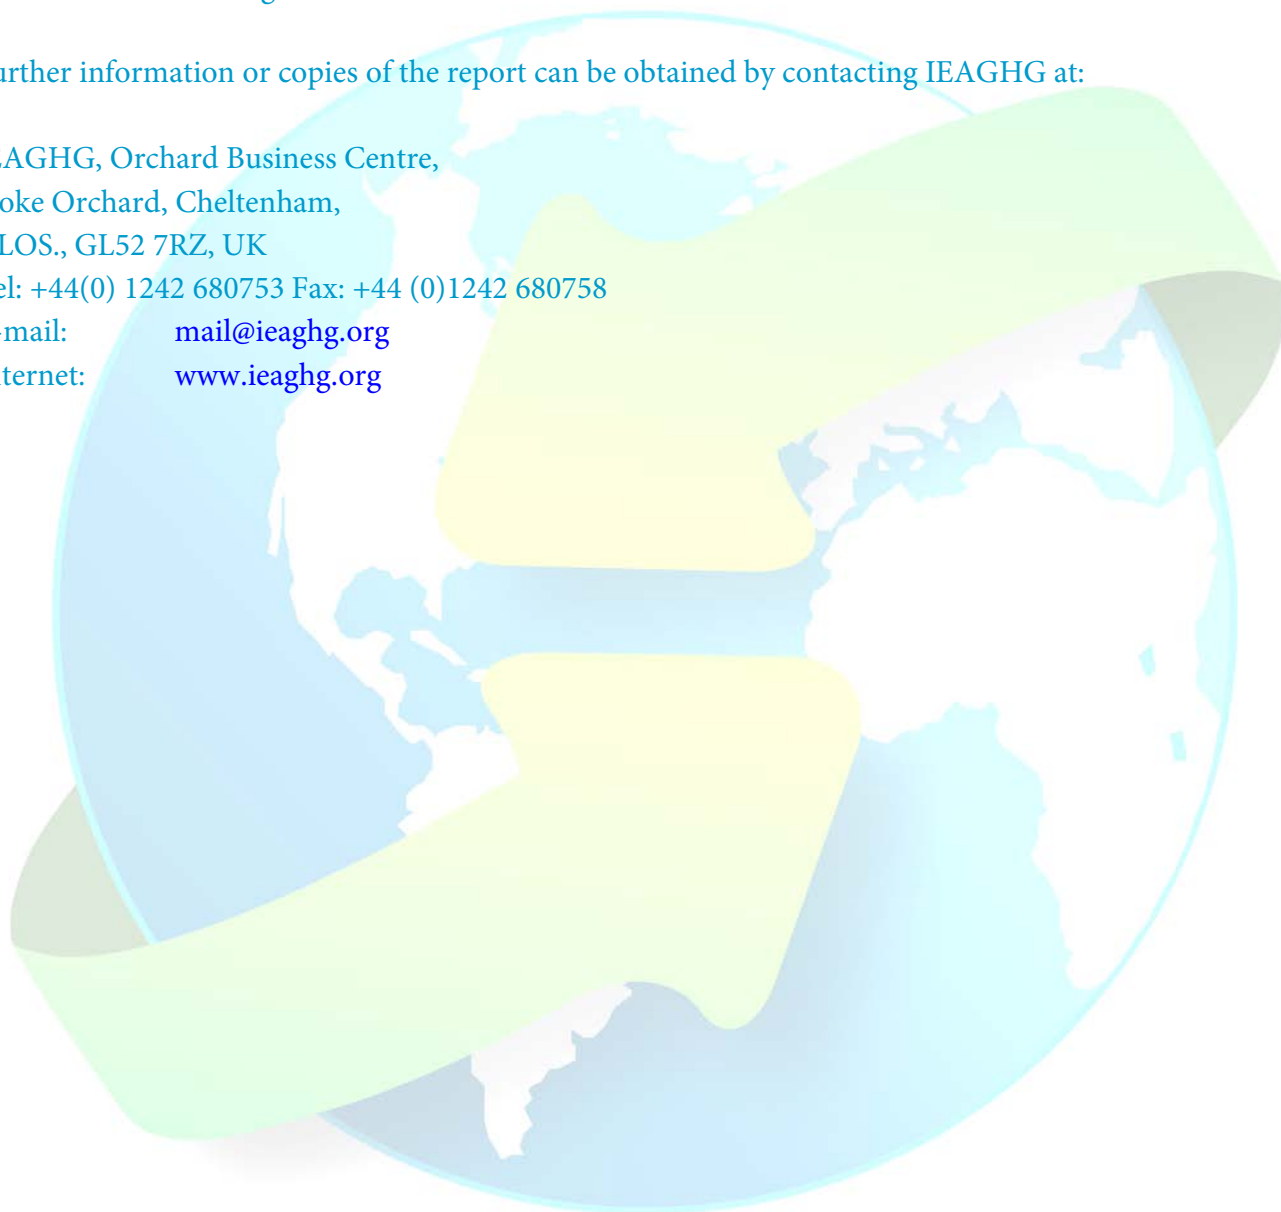 urther information or copies of the report can be obtained by contacting IEAGHG at:
EAGHG, Orchard Business Centre,
oke Orchard, Cheltenham,
LOS., GL52 7RZ, UK
el: +44(0) 1242 680753 Fax: +44 (0)1242 680758
-mail: mail@ieaghg.org
nternet: www.ieaghg.org